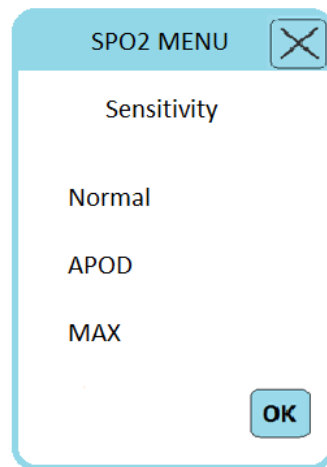 SPO2 MENU
Sensitivity
Normal
APOD
MAX
OK